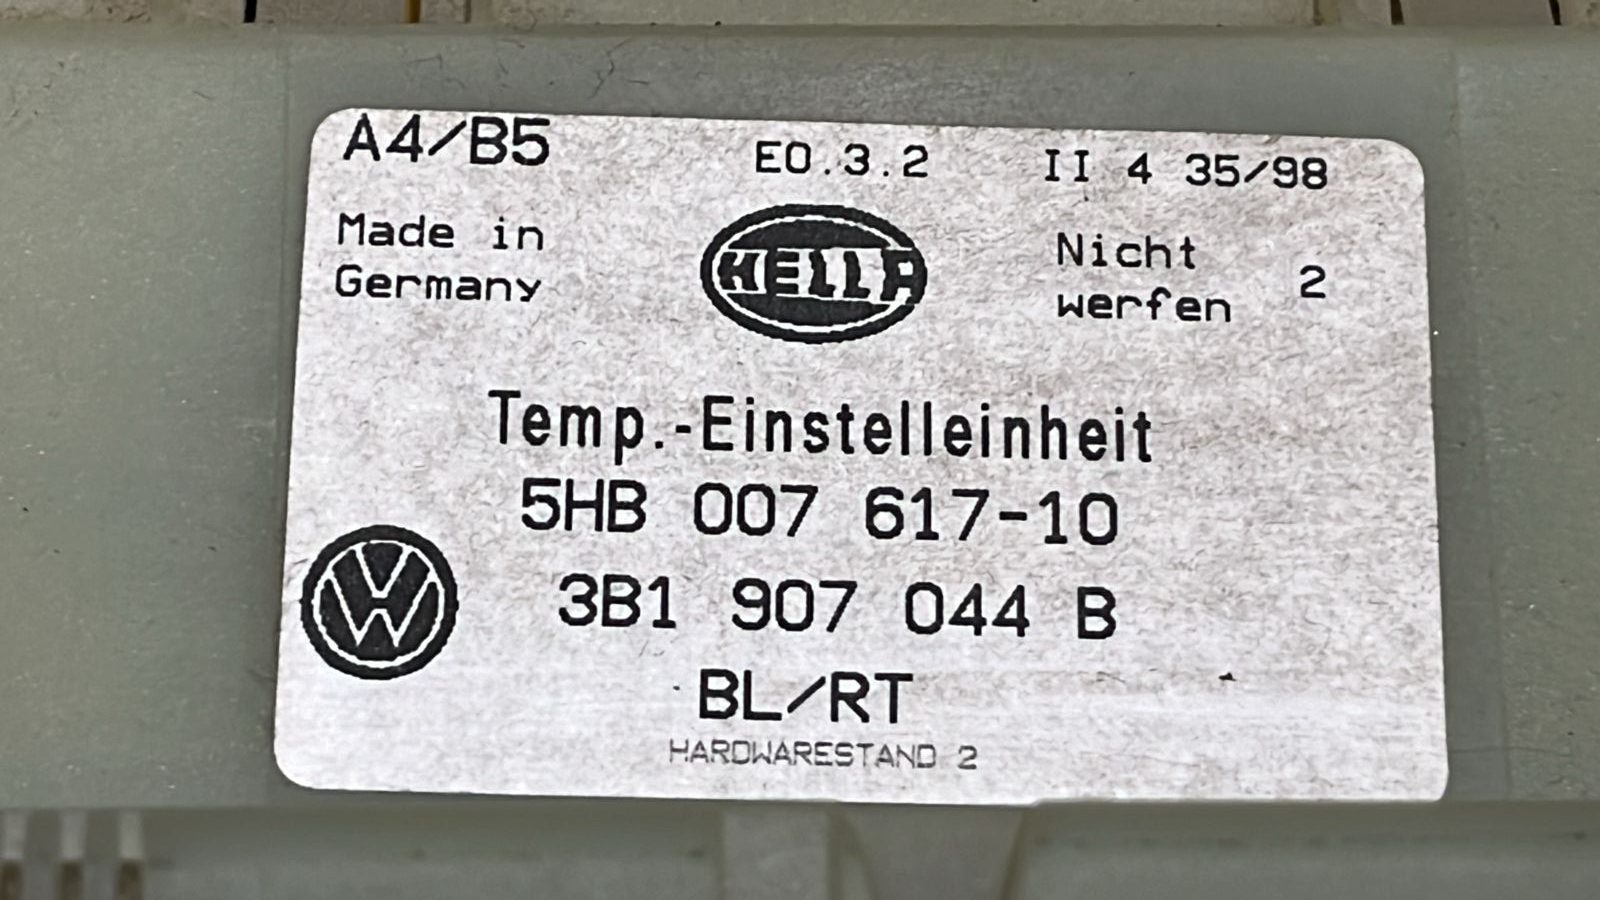 A4/B5 E0.3.2 II 4 35/98
Made in
Germany
HELLA
Nicht
werfen
2
Temp.-Einstelleinheit
5HB 007 617-10
3B1 907 044 B
BL/RT
HARDWARESTAND 2